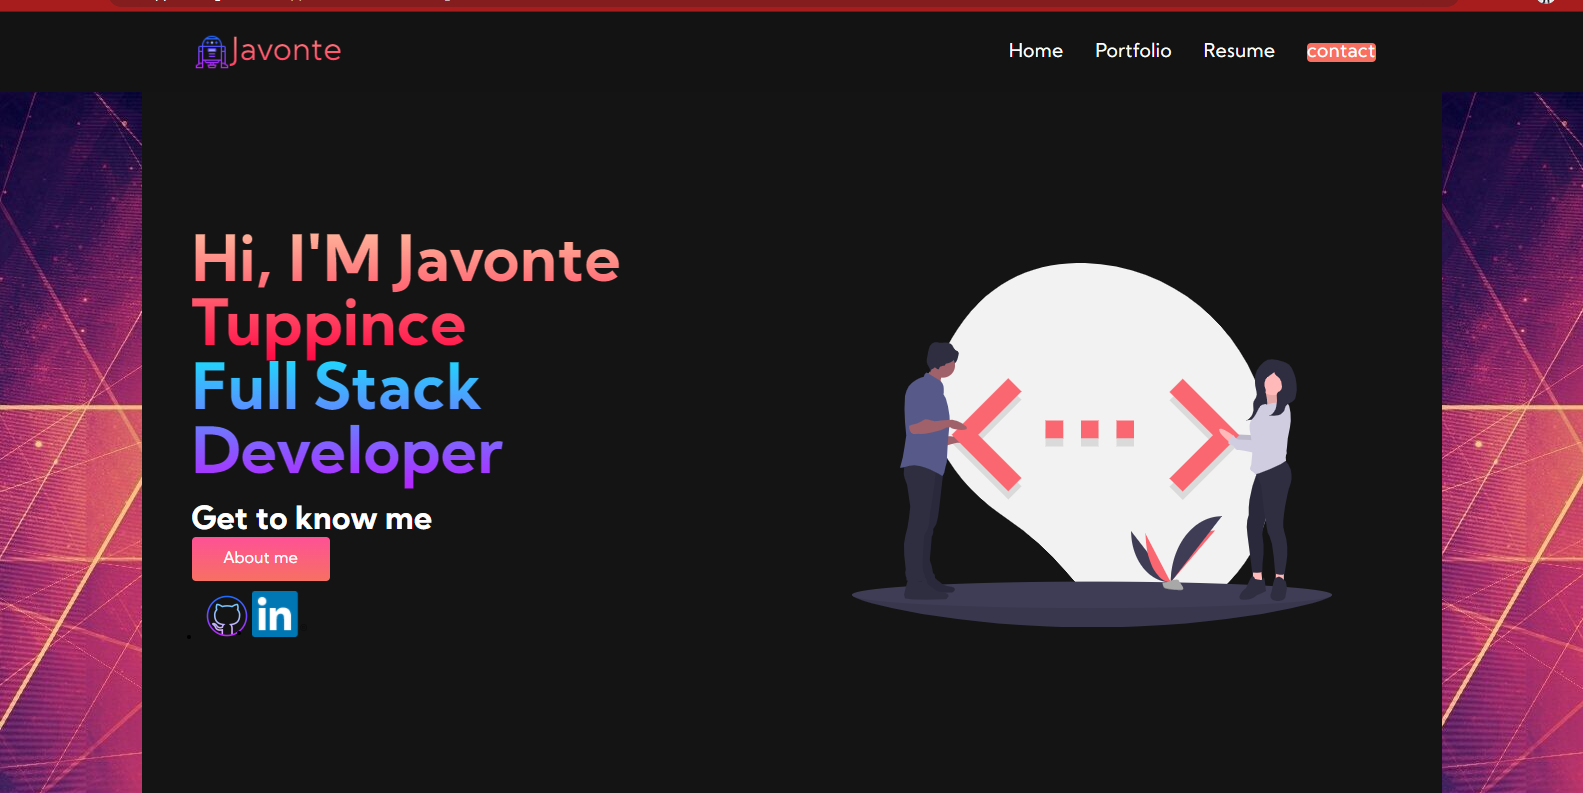 Javonte
Home Portfolio Resume contact
Hi, I'M Javonte
Tuppince
Full Stack
Developer
Get to know me
About me
in